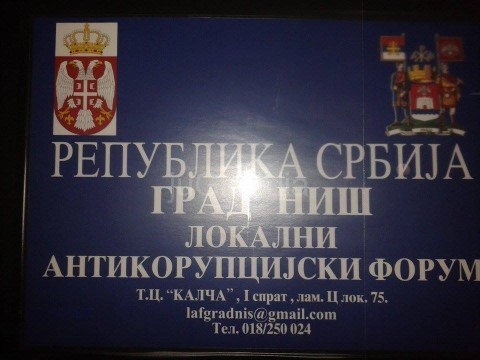 РЕПУБЛИКА СРБИЈА
ГРАД НИШ
ЛОКАЛНИ
АНТИКОРУПЦИЈСКИ ФОРУМ
Т.Ц. “КАЛЧА” , I спрат , лам. Ц лок. 75.
lafgradnis@gmail.com
Тел. 018/250 024